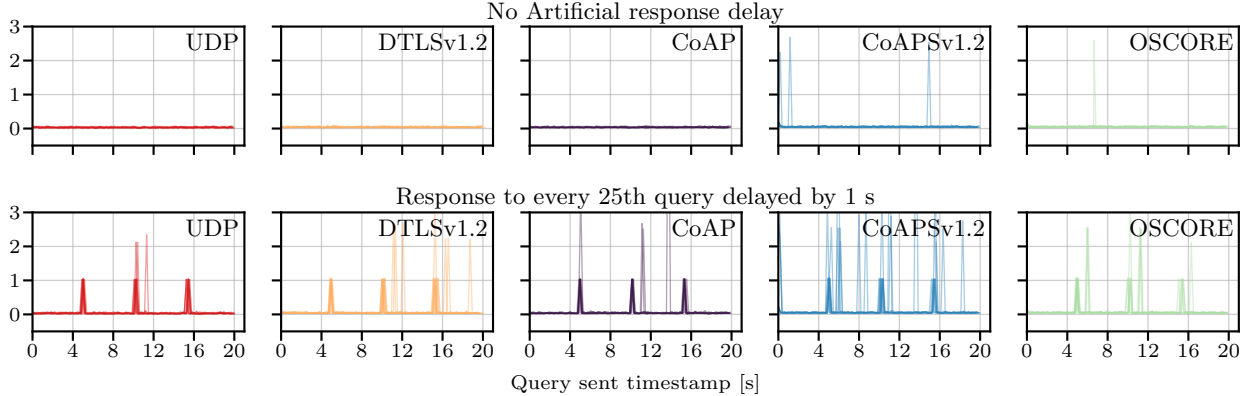 No Artificial response delay
3
2
1
0
UDP
DTLSv1.2
CoAP
CoAPSv1.2
OSCORE
Response to every 25th query delayed by 1 s
3
2
1
0
UDP
DTLSv1.2
CoAP
CoAPSv1.2
OSCORE
0 4 8 12 16 20 0 4 8 12 16 20 0 4 8 12 16 20 0 4 8 12 16 20 0 4 8 12 16 20
Query sent timestamp [s]